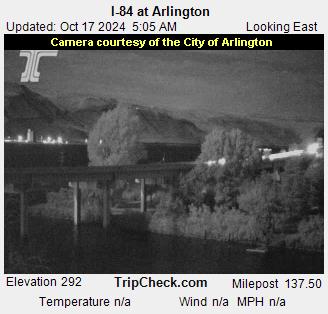 I-84 at Arlington
Updated: Oct 17 2024 5:05 AM Looking East
Camera courtesy of the City of Arlington
Elevation 292 TripCheck.com Milepost 137.50
Temperature n/a Wind n/a MPH n/a